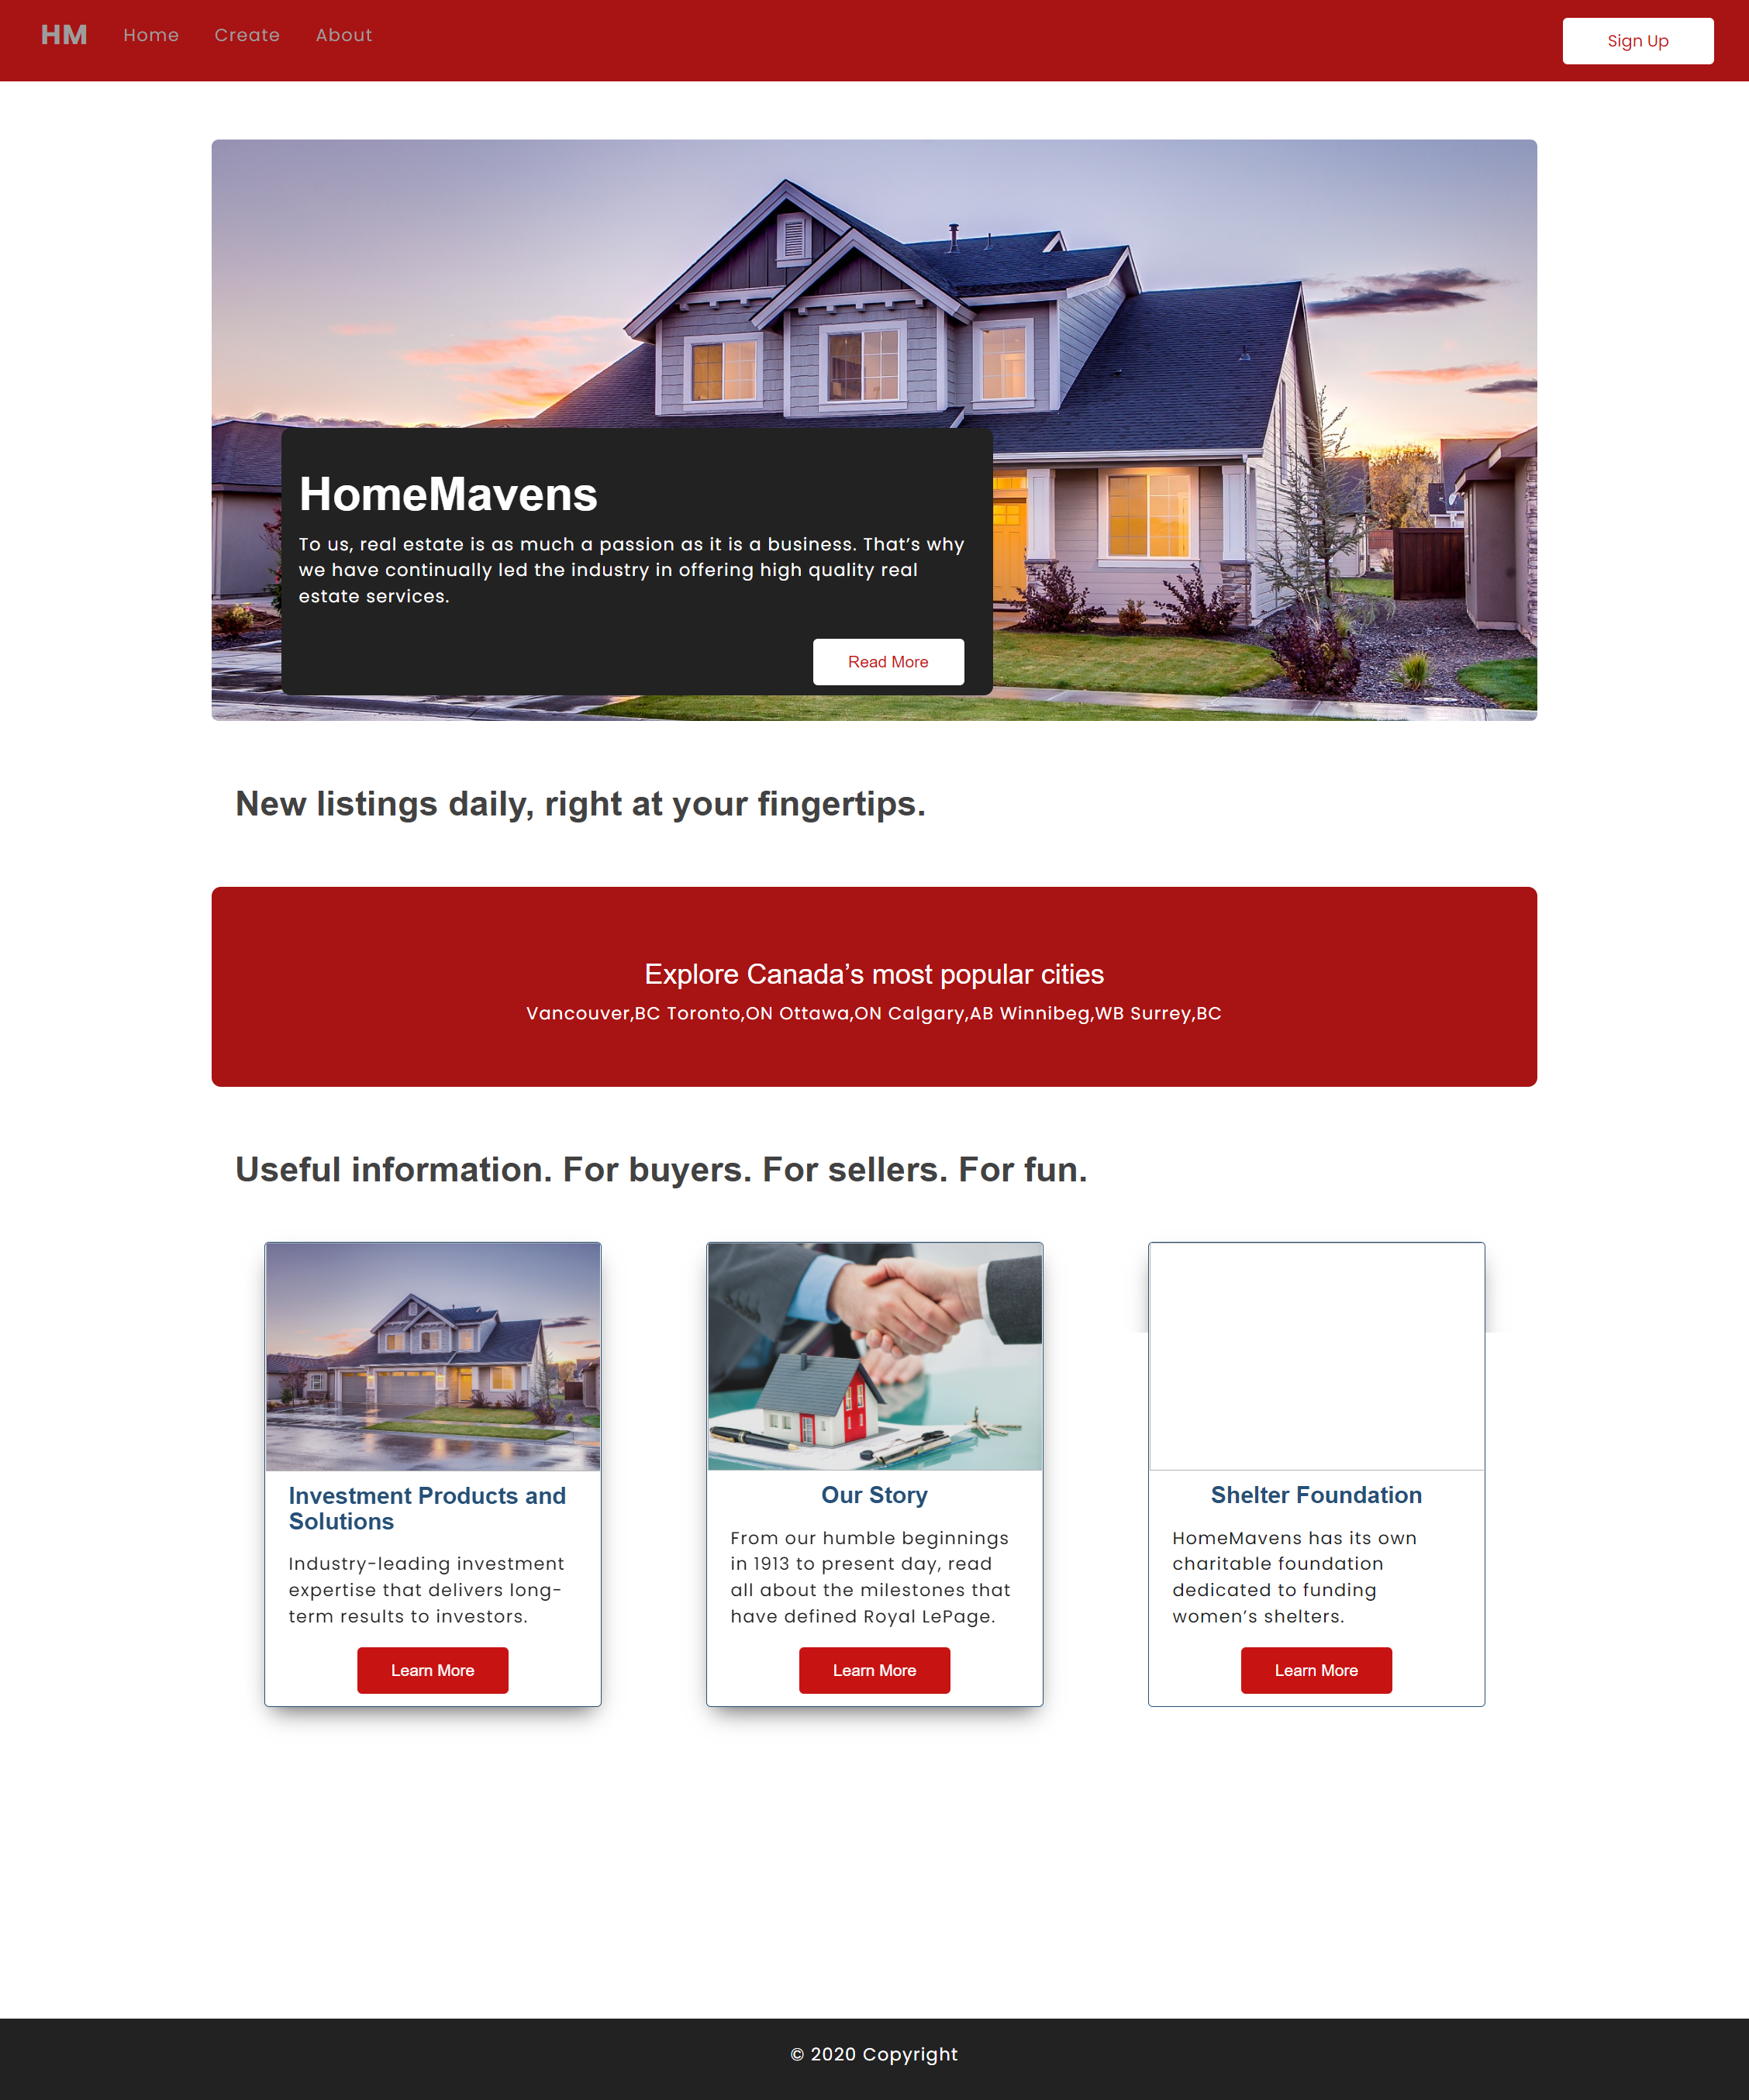 HM Home Create About Sign Up
HomeMavens
To us, real estate is as much a passion as it is a business. That’s why
we have continually led the industry in offering high quality real
estate services.
Read More
New listings daily, right at your fingertips.
Explore Canada’s most popular cities
Vancouver,BC Toronto,ON Ottawa,ON Calgary,AB Winnibeg,WB Surrey,BC
Useful information. For buyers. For sellers. For fun.
Investment Products and
Solutions
Industry-leading investment
expertise that delivers long-
term results to investors.
Learn More
Our Story
From our humble beginnings
in 1913 to present day, read
all about the milestones that
have defined Royal LePage.
Learn More
Shelter Foundation
HomeMavens has its own
charitable foundation
dedicated to funding
women’s shelters.
Learn More
© 2020 Copyright